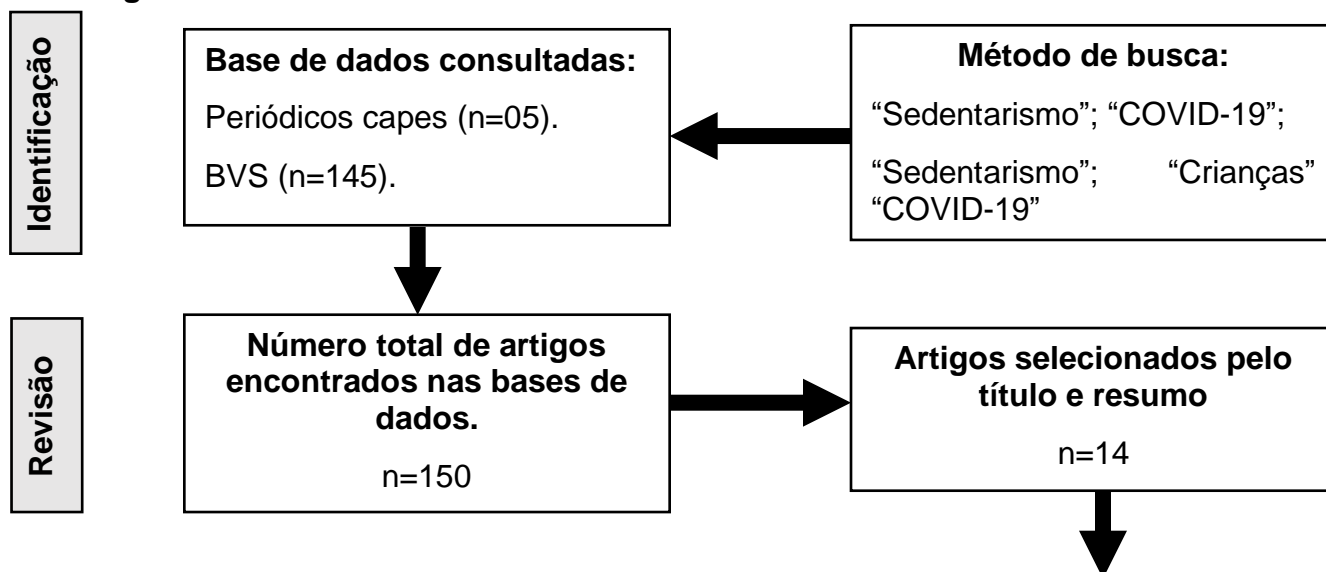 Identificação
Base de dados consultadas:
Periódicos capes (n=05).
BVS (n=145).
Método de busca:
“Sedentarismo”; “COVID-19”;
“Sedentarismo”; “Crianças”
“COVID-19”
Revisão
Número total de artigos
encontrados nas bases de
dados.
n=150
Artigos selecionados pelo
título e resumo
n=14